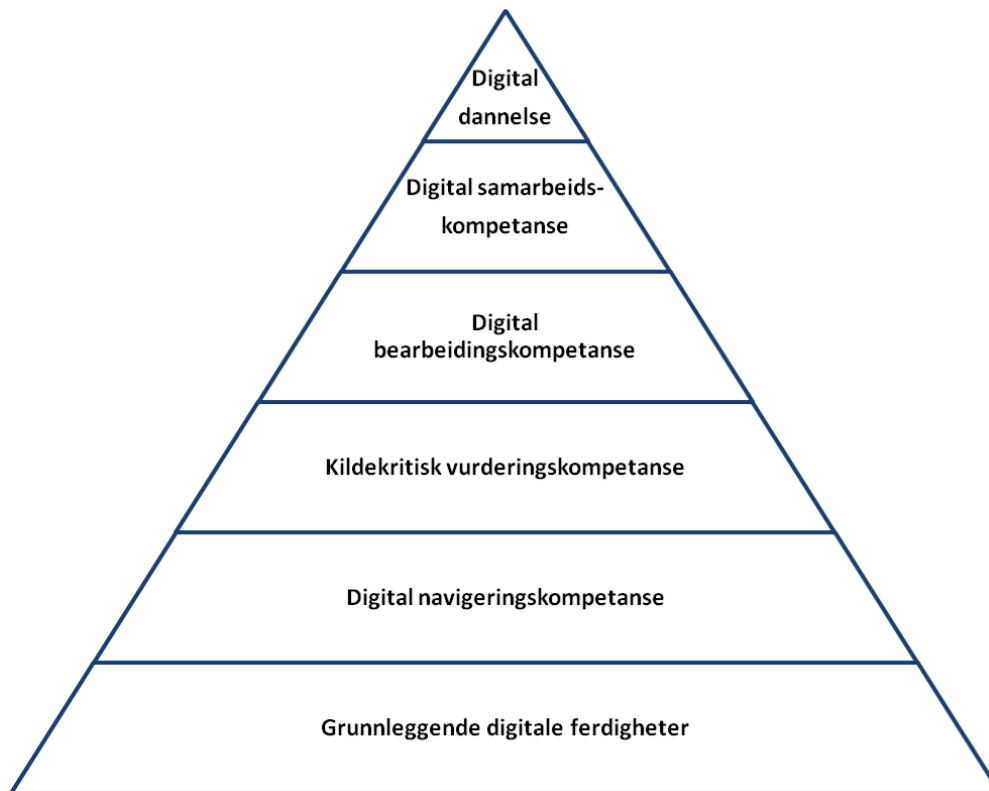 Digital
dannelse
Digital samarbeids-
kompetanse
Digital
bearbeidingskompetanse
Kildekritisk vurderingskompetanse
Digital navigeringskompetanse
Grunnleggende digitale ferdigheter